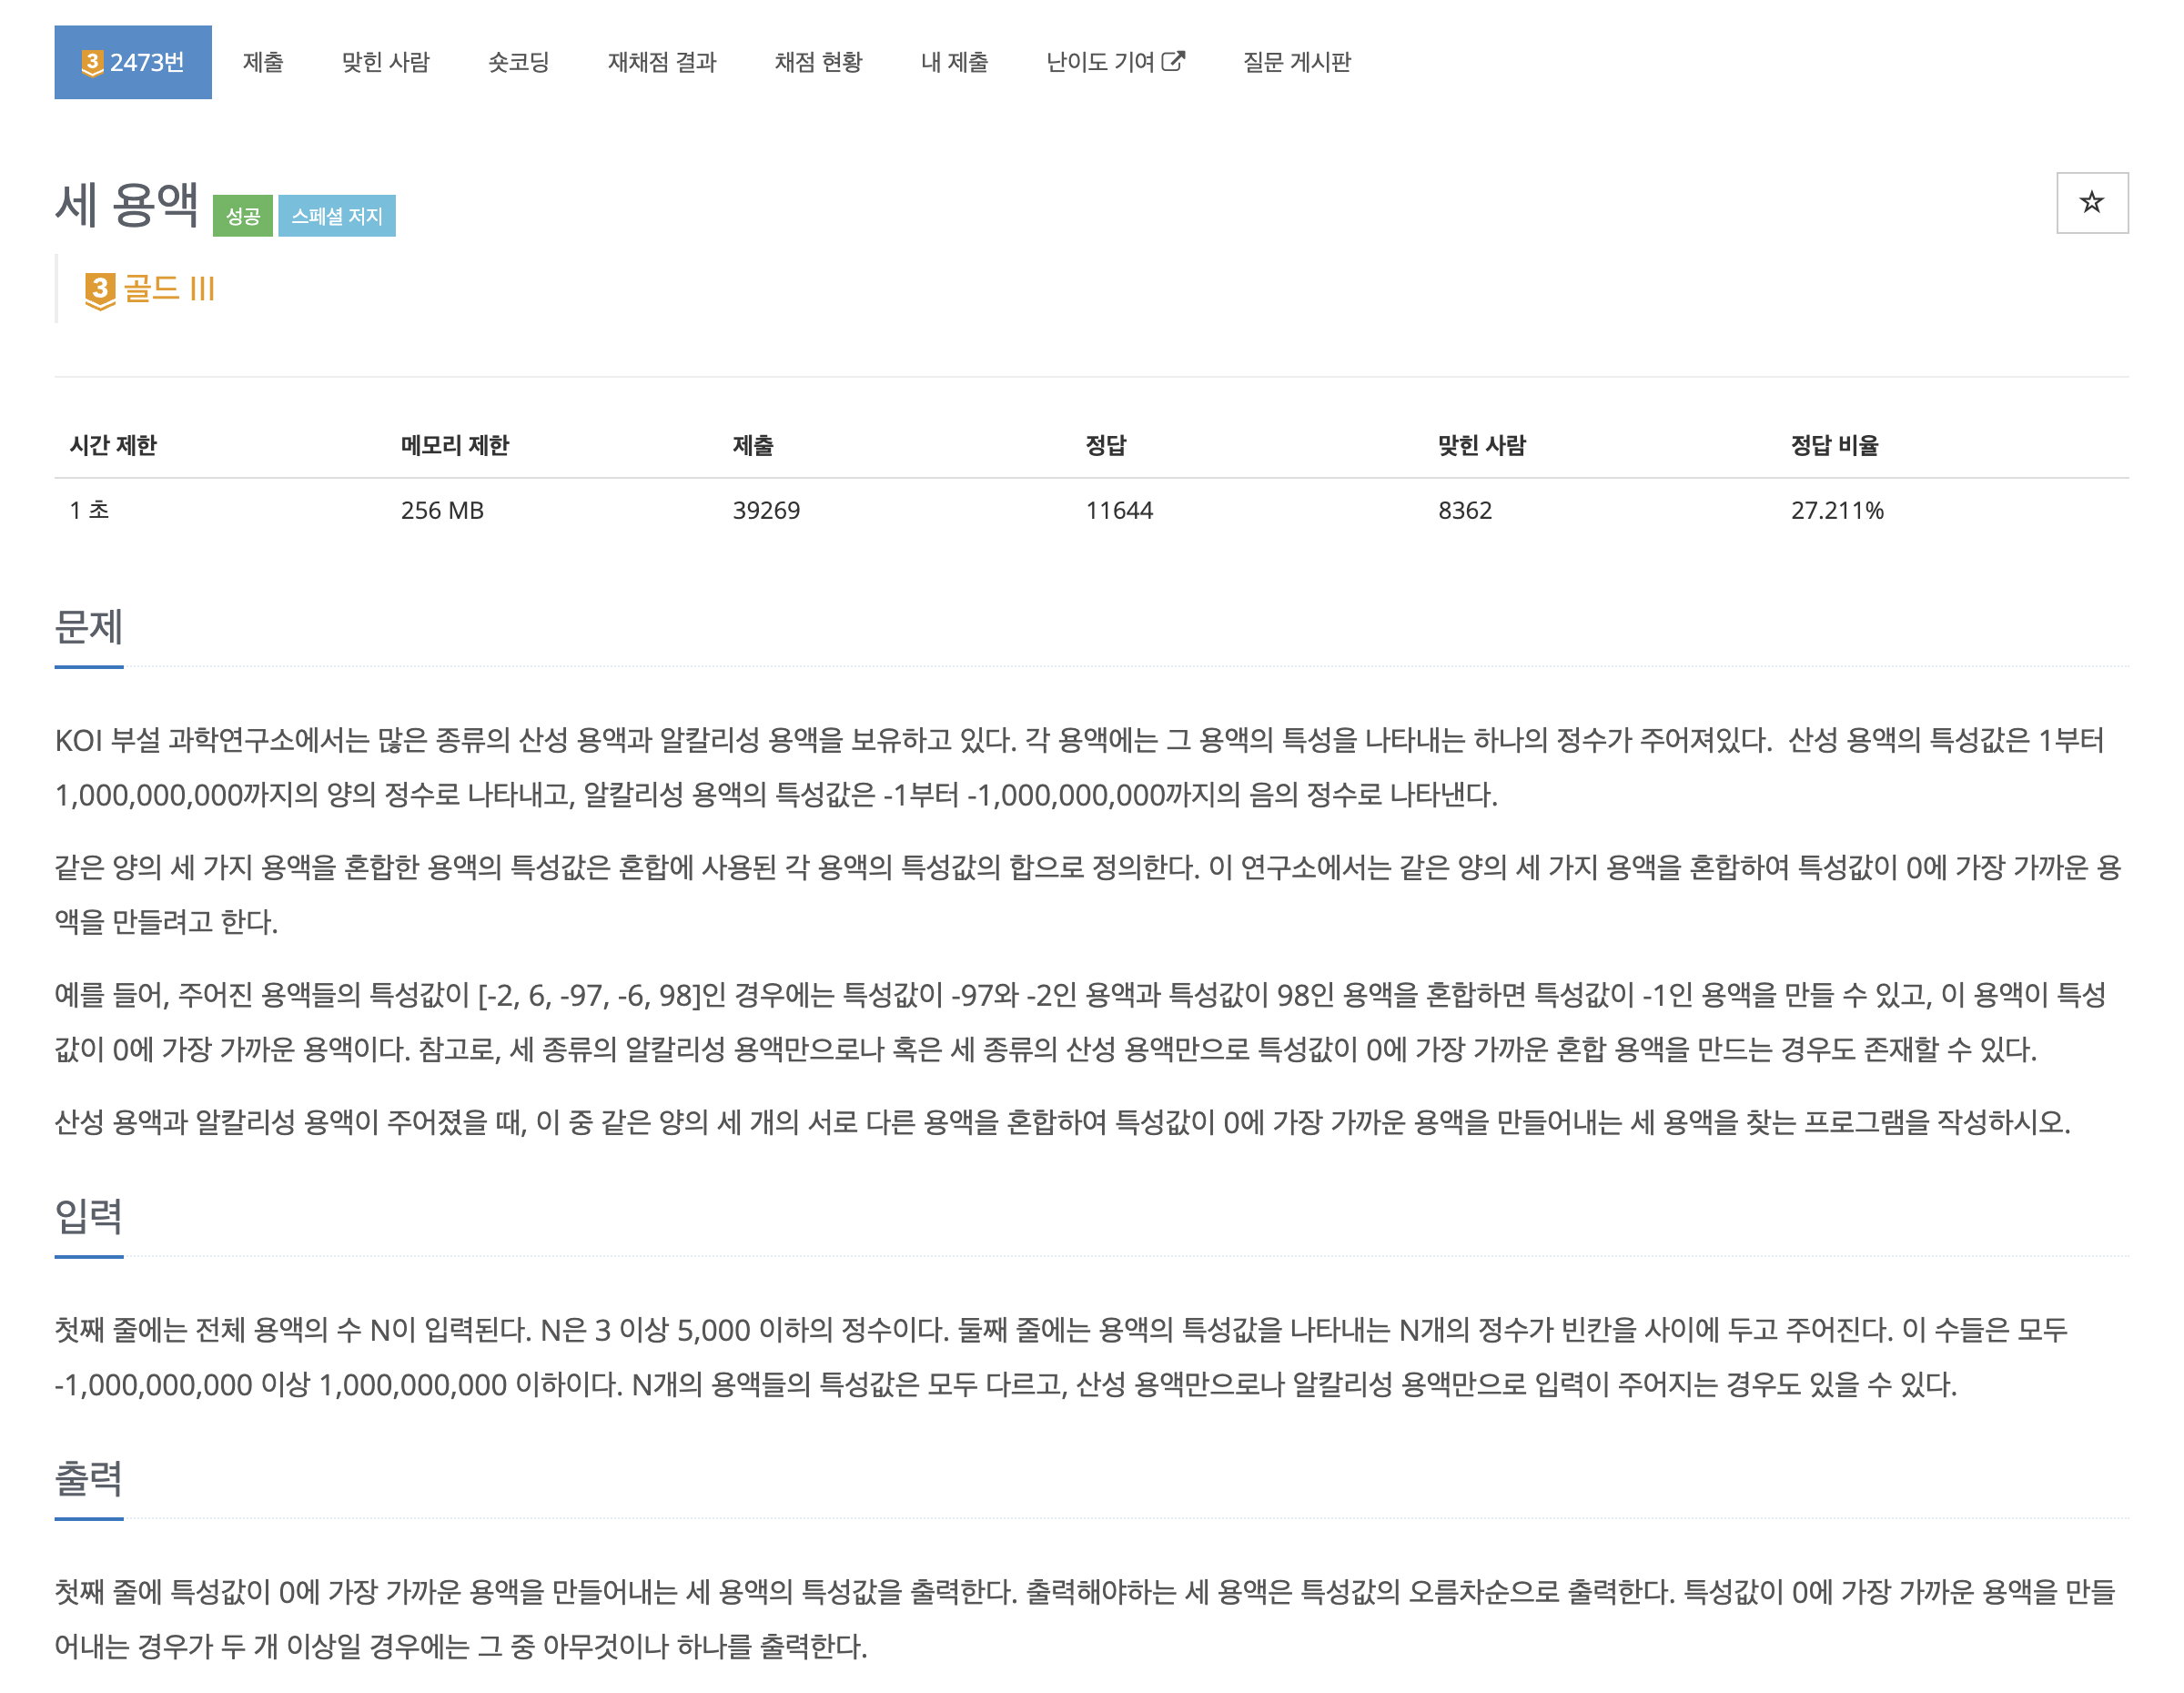 3 2473번 제출 맞힌 사람 숏코딩 재채점 결과 채점 현황 내 제출 난이도 기여 질문 게시판
세 용액 성공 스페셜 저지
3 골드 III
시간 제한 메모리 제한 제출 정답 맞힌 사람 정답 비율
1 초 256 MB 39269 11644 8362 27.211%
문제
KOI 부설 과학연구소에서는 많은 종류의 산성 용액과 알칼리성 용액을 보유하고 있다. 각 용액에는 그 용액의 특성을 나타내는 하나의 정수가 주어져있다. 산성 용액의 특성값은 1부터
1,000,000,000까지의 양의 정수로 나타내고, 알칼리성 용액의 특성값은 -1부터 -1,000,000,000까지의 음의 정수로 나타낸다.
같은 양의 세 가지 용액을 혼합한 용액의 특성값은 혼합에 사용된 각 용액의 특성값의 합으로 정의한다. 이 연구소에서는 같은 양의 세 가지 용액을 혼합하여 특성값이 0에 가장 가까운 용
액을 만들려고 한다.
예를 들어, 주어진 용액들의 특성값이 [-2, 6, -97, -6, 98]인 경우에는 특성값이 -97와 -2인 용액과 특성값이 98인 용액을 혼합하면 특성값이 -1인 용액을 만들 수 있고, 이 용액이 특성
값이 0에 가장 가까운 용액이다. 참고로, 세 종류의 알칼리성 용액만으로나 혹은 세 종류의 산성 용액만으로 특성값이 0에 가장 가까운 혼합 용액을 만드는 경우도 존재할 수 있다.
산성 용액과 알칼리성 용액이 주어졌을 때, 이 중 같은 양의 세 개의 서로 다른 용액을 혼합하여 특성값이 0에 가장 가까운 용액을 만들어내는 세 용액을 찾는 프로그램을 작성하시오.
입력
첫째 줄에는 전체 용액의 수 N이 입력된다. N은 3 이상 5,000 이하의 정수이다. 둘째 줄에는 용액의 특성값을 나타내는 N개의 정수가 빈칸을 사이에 두고 주어진다. 이 수들은 모두
-1,000,000,000 이상 1,000,000,000 이하이다. N개의 용액들의 특성값은 모두 다르고, 산성 용액만으로나 알칼리성 용액만으로 입력이 주어지는 경우도 있을 수 있다.
출력
첫째 줄에 특성값이 0에 가장 가까운 용액을 만들어내는 세 용액의 특성값을 출력한다. 출력해야하는 세 용액은 특성값의 오름차순으로 출력한다. 특성값이 0에 가장 가까운 용액을 만들
어내는 경우가 두 개 이상일 경우에는 그 중 아무것이나 하나를 출력한다.